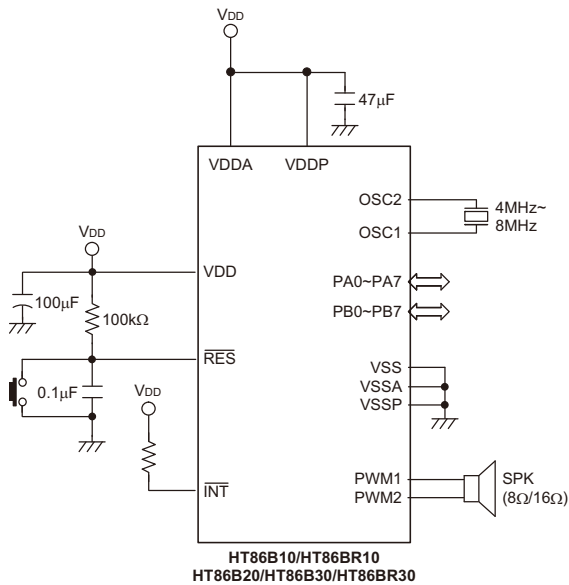 VDD
47μF
VDDA
VDDP
OSC2
4MHz~
8MHz
OSC1
VDD
VDD
PA0~PA7
100μF
100kΩ
PB0~PB7
RES
VSS
0.1μF
VDD
VSSA
VSSP
INT
PWM1
SPK
PWM2
(8Ω/16Ω)
HT86B10/HT86BR10
HT86B20/HT86B30/HT86BR30